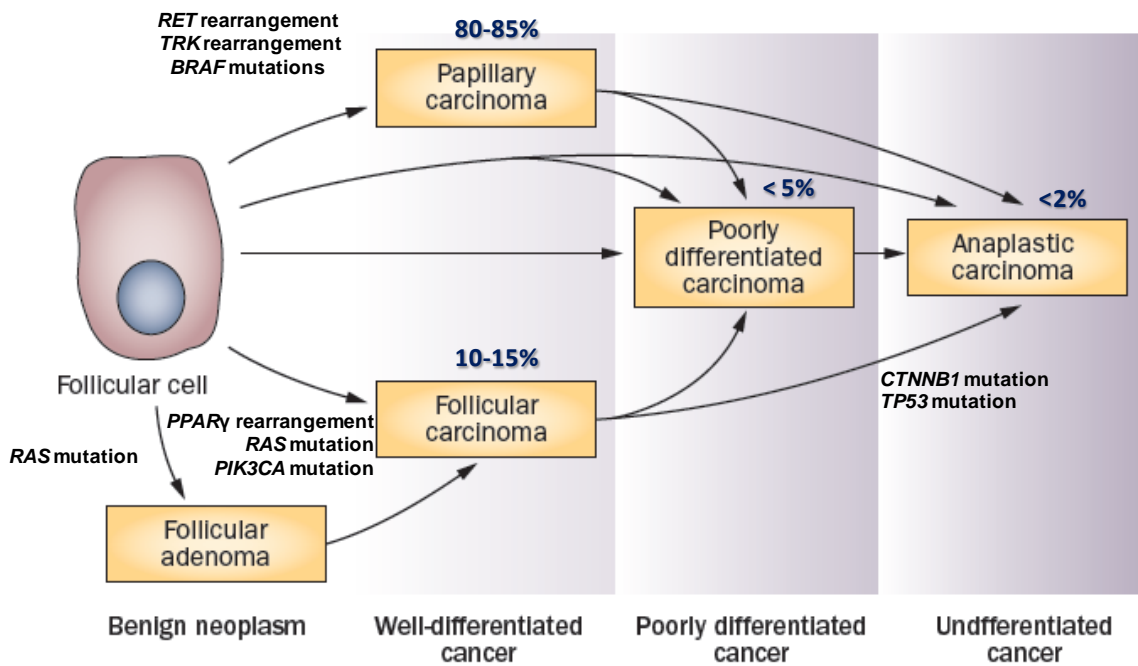 RET rearrangement
TRK rearrangement
BRAF mutations
80-85%
Papillary
carcinoma
< 5%
Poorly
differentiated
carcinoma
<2%
Anaplastic
carcinoma
Follicular cell
10-15%
Follicular
carcinoma
PPARγ rearrangement
RAS mutation
PIK3CA mutation
CTNNB1 mutation
TP53 mutation
RAS mutation
Follicular
adenoma
Benign neoplasm
Well-differentiated
cancer
Poorly differentiated
cancer
Undfferentiated
cancer